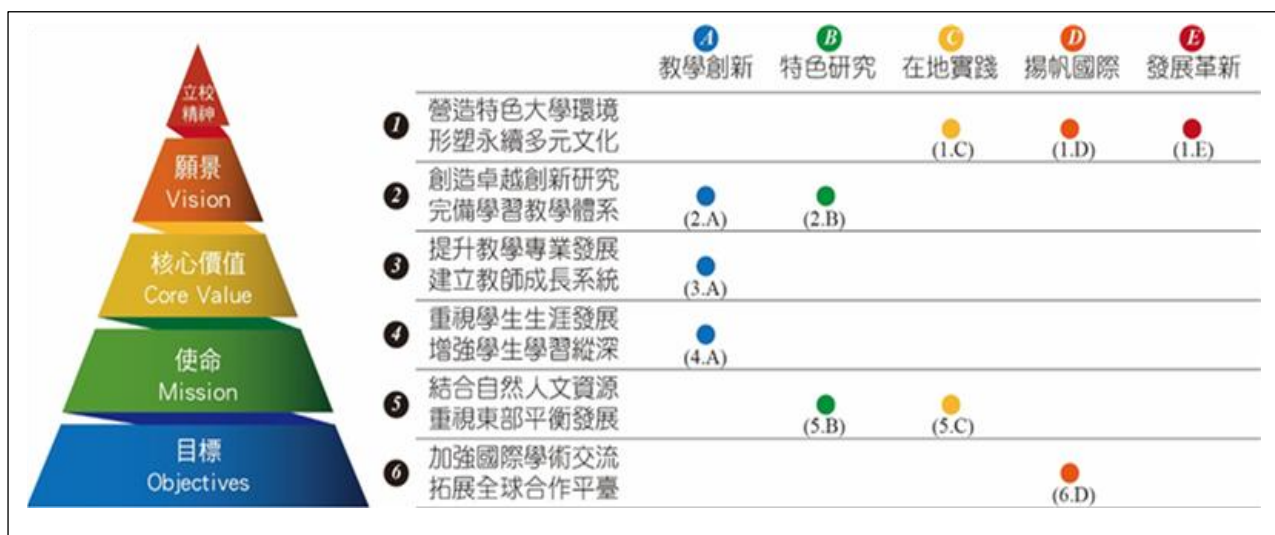 立校
精神
願景
Vision
核心價值
Core Value
使命
Mission
目標
Objectives
A B C D E
教學創新 特色研究 在地實踐 揚帆國際 發展革新
1 營造特色大學環境
形塑永續多元文化
(1.C) (1.D) (1.E)
2 創造卓越創新研究
完備學習教學體系
(2.A) (2.B)
3 提升教學專業發展
建立教師成長系統
(3.A)
4 重視學生生涯發展
增強學生學習縱深
(4.A)
5 結合自然人文資源
重視東部平衡發展
(5.B) (5.C)
6 加強國際學術交流
拓展全球合作平臺
(6.D)